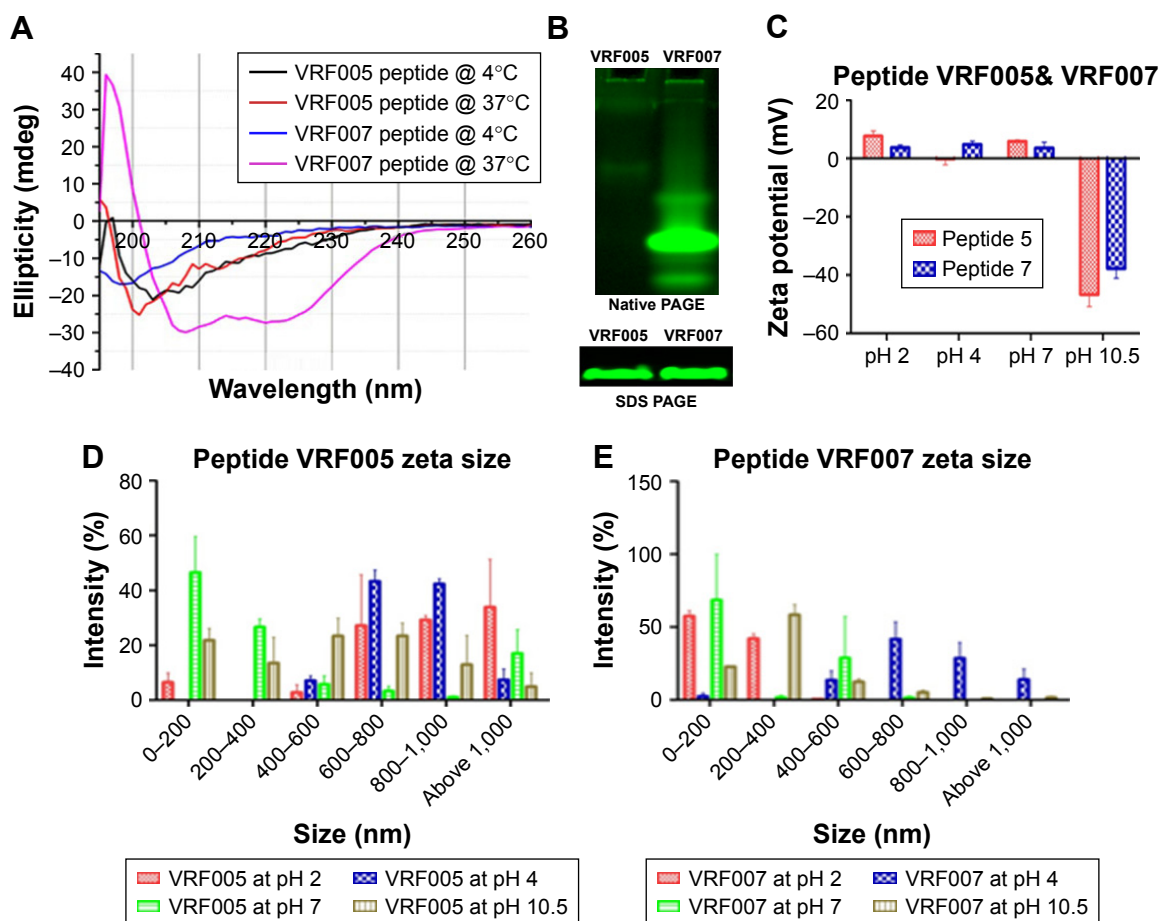 A
Ellipticity (mdeg)
40
30
20
10
0
−10
−20
−30
−40
200
210
220
230
240
250
260
Wavelength (nm)
VRF005 peptide @ 4°C
VRF005 peptide @ 37°C
VRF007 peptide @ 4°C
VRF007 peptide @ 37°C
B
VRF005 VRF007
Native PAGE
VRF005 VRF007
SDS PAGE
C
Peptide VRF005& VRF007
Zeta potential (mV)
20
0
−20
−40
−60
Peptide 5
Peptide 7
pH 2 pH 4 pH 7 pH 10.5
D
Peptide VRF005 zeta size
Intensity (%)
80
60
40
20
0
0–200
200–400
400–600
600–800
800–1,000
Above 1,000
Size (nm)
VRF005 at pH 2 VRF005 at pH 4
VRF005 at pH 7 VRF005 at pH 10.5
E
Peptide VRF007 zeta size
Intensity (%)
150
100
50
0
0–200
200–400
400–600
600–800
800–1,000
Above 1,000
Size (nm)
VRF007 at pH 2 VRF007 at pH 4
VRF007 at pH 7 VRF007 at pH 10.5